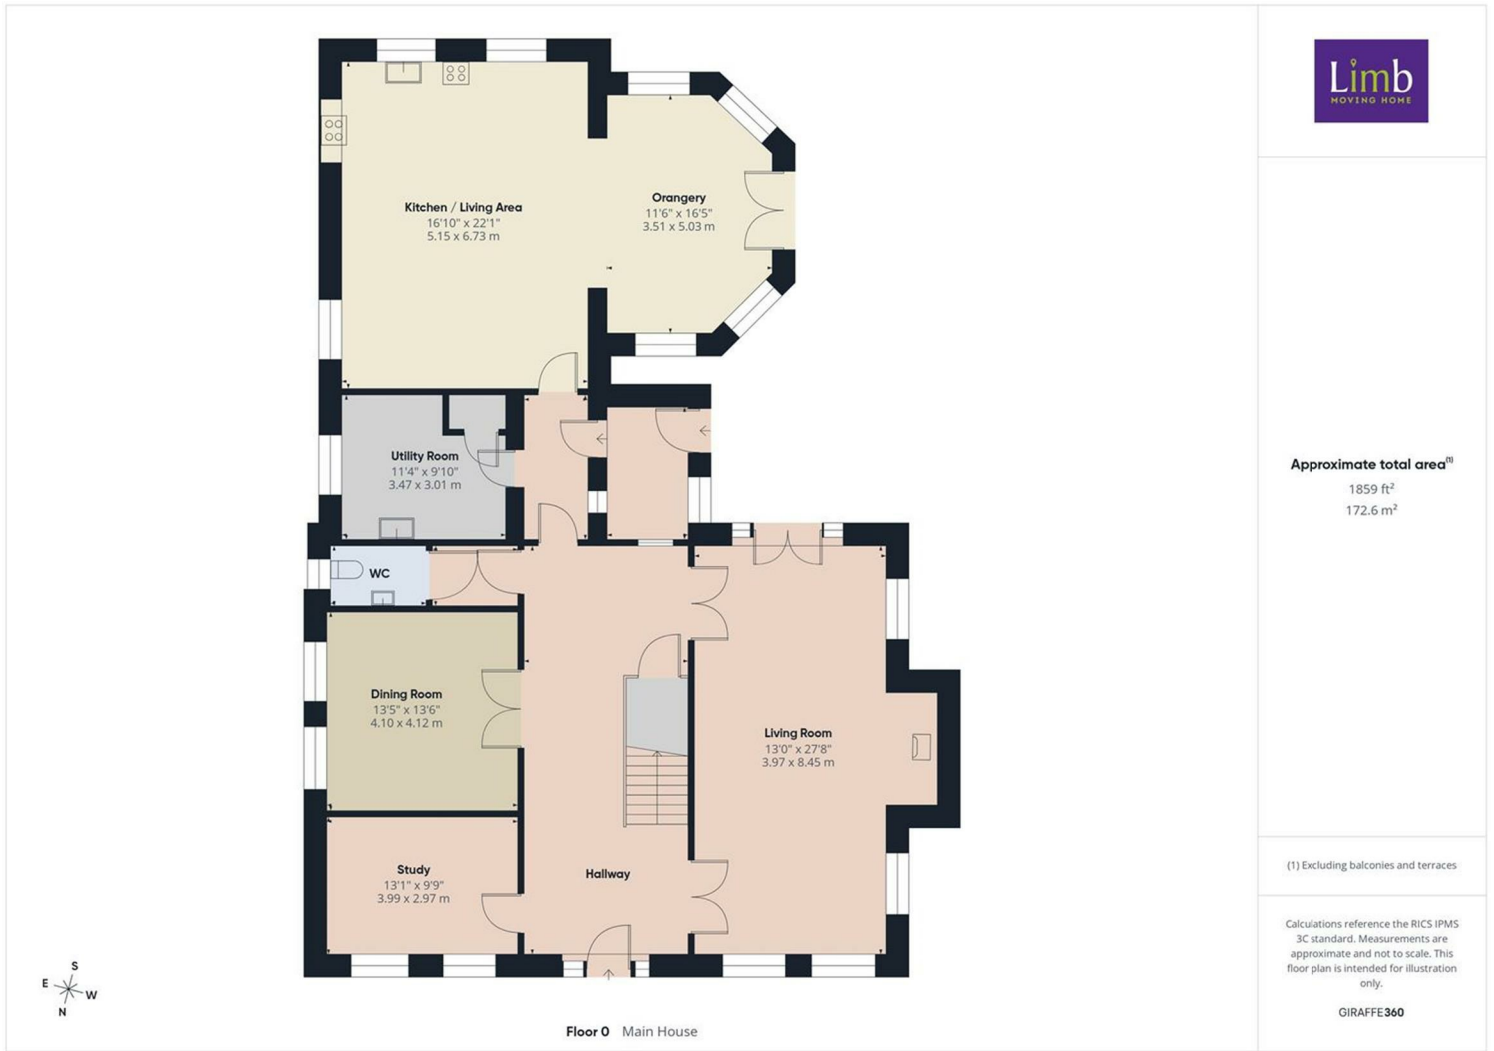 Limb
MOVING HOME
Kitchen / Living Area
16'10" x 22'1"
5.15 x 6.73 m
Orangery
11'6" x 16'5"
3.51 x 5.03 m
Utility Room
11'4" x 9'10"
3.47 x 3.01 m
WC
Dining Room
13'5" x 13'6"
4.10 x 4.12 m
Living Room
13'0" x 27'8"
3.97 x 8.45 m
Study
13'1" x 9'9"
3.99 x 2.97 m
Hallway
S
E
W
N
Floor 0 Main House
Approximate total area(1)
1859 ft²
172.6 m²
(1) Excluding balconies and terraces
Calculations reference the RICS IPMS
3C standard. Measurements are
approximate and not to scale. This
floor plan is intended for illustration
only.
GIRAFFE360